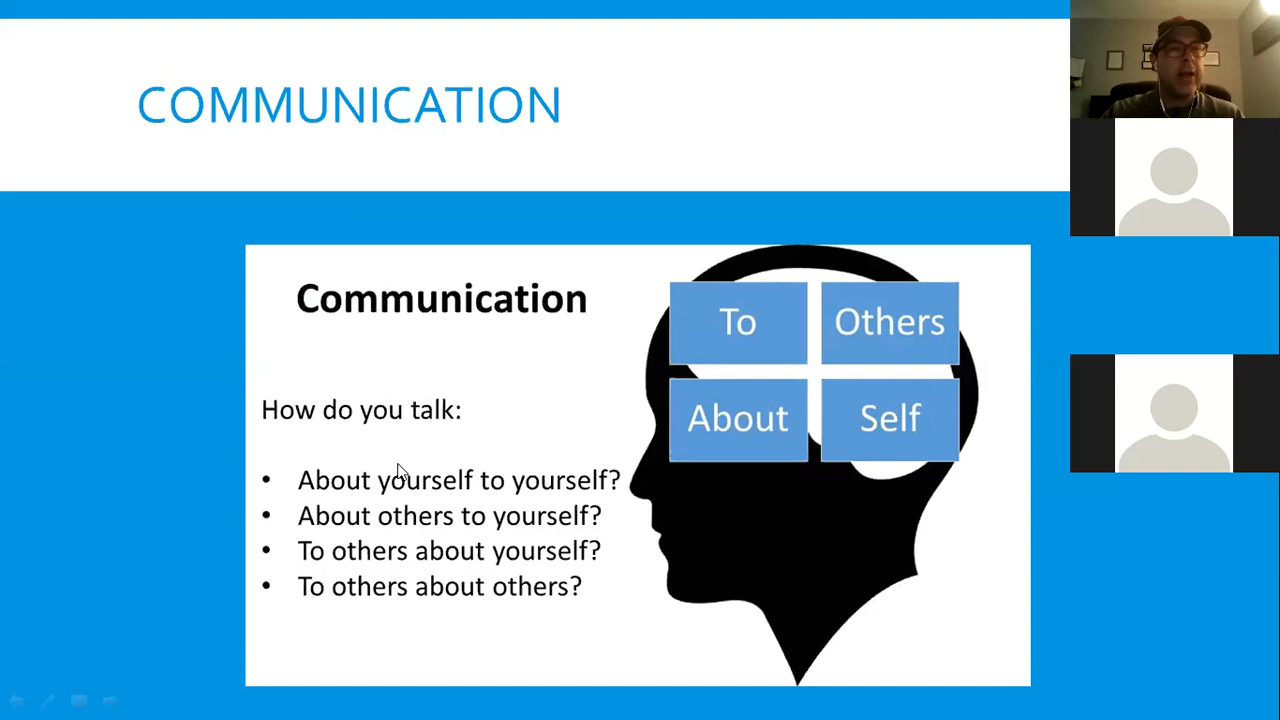 COMMUNICATION
Communication
How do you talk:
• About yourself to yourself?
• About others to yourself?
• To others about yourself?
• To others about others?
To
Others
About
Self